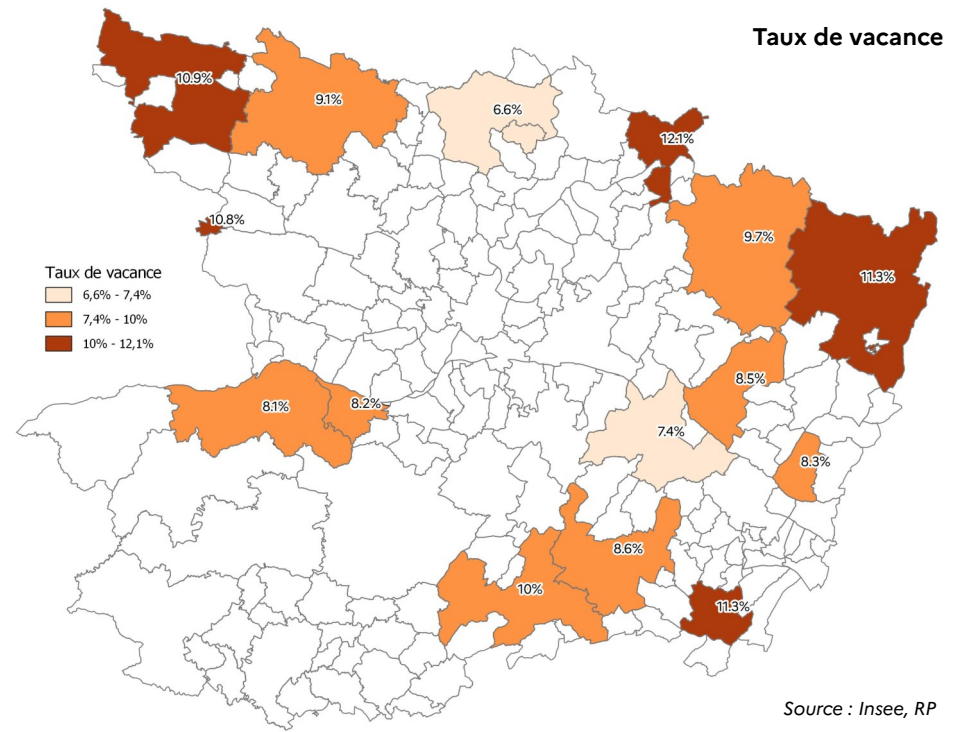 Taux de vacance
10.9%
9.1%
6.6%
12.1%
10.8%
9.7%
11.3%
Taux de vacance
6,6% - 7,4%
7,4% - 10%
10% - 12,1%
8.5%
8.1%
8.2%
7.4%
8.3%
8.6%
10%
11.3%
Source : Insee, RP